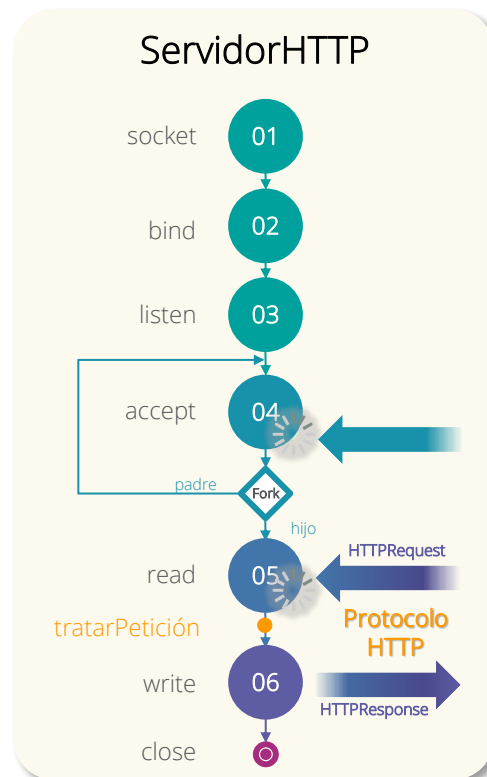 ServidorHTTP
socket
01
bind
02
listen
03
accept
04
padre
Fork
hijo
HTTPRequest
read
05
Protocolo
HTTP
tratarPetición
write
06
HTTPResponse
close